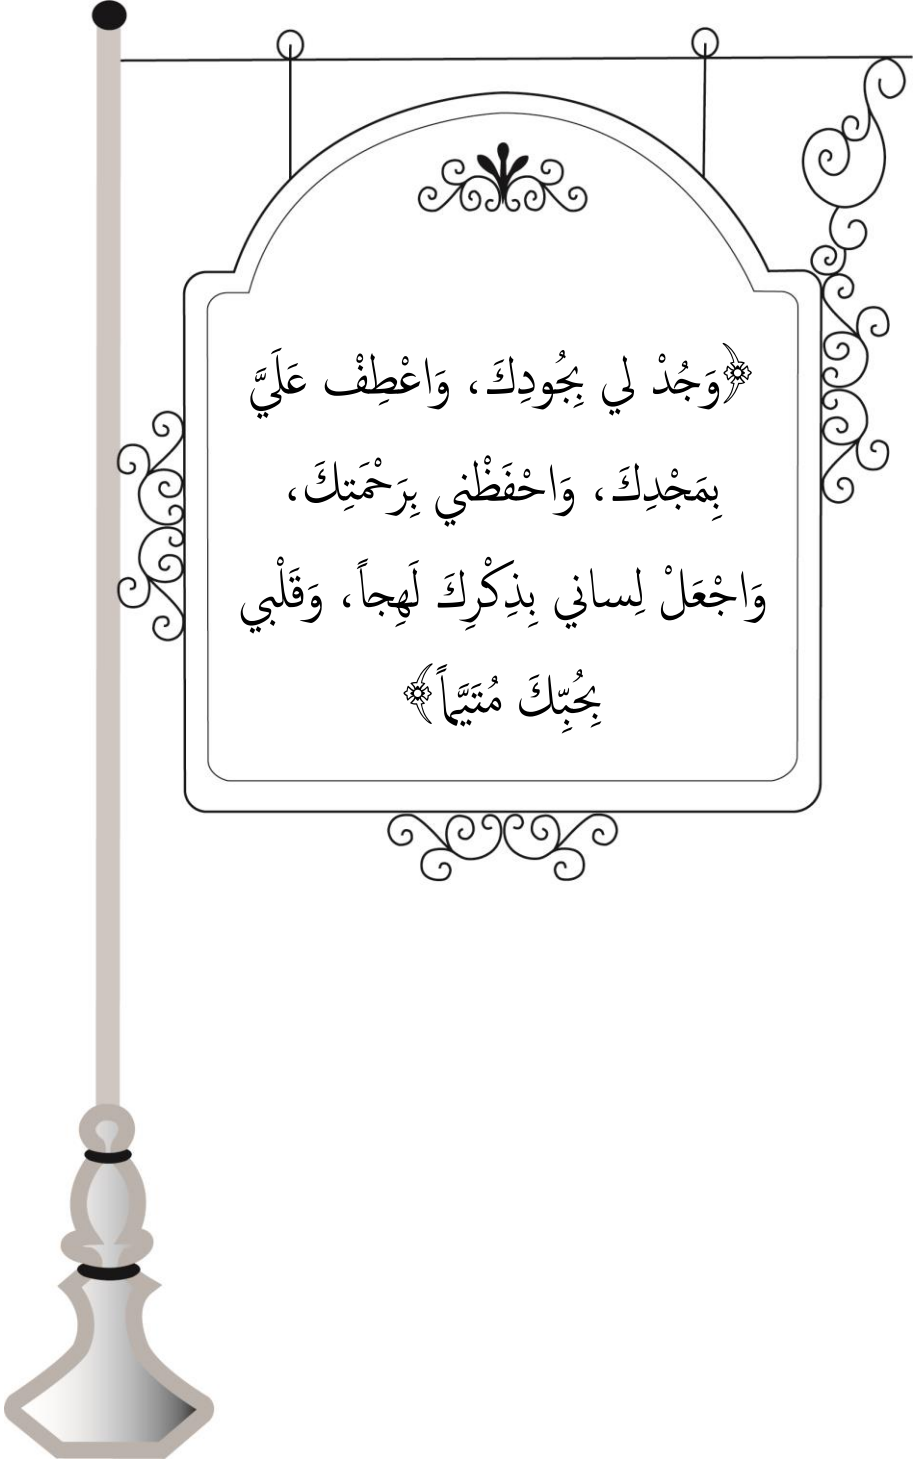 ﴿وَجُدْ لي بِجُودِكَ، وَاعْطِفْ عَلَيَّ
بِمَجْدِكَ، وَاحْفَظْني بِرَحْمَتِكَ،
وَاجْعَلْ لِساني بِذِكْرِكَ لَهِجاً، وَقَلْبي
بِحُبِّكَ مُتَيَّماً﴾